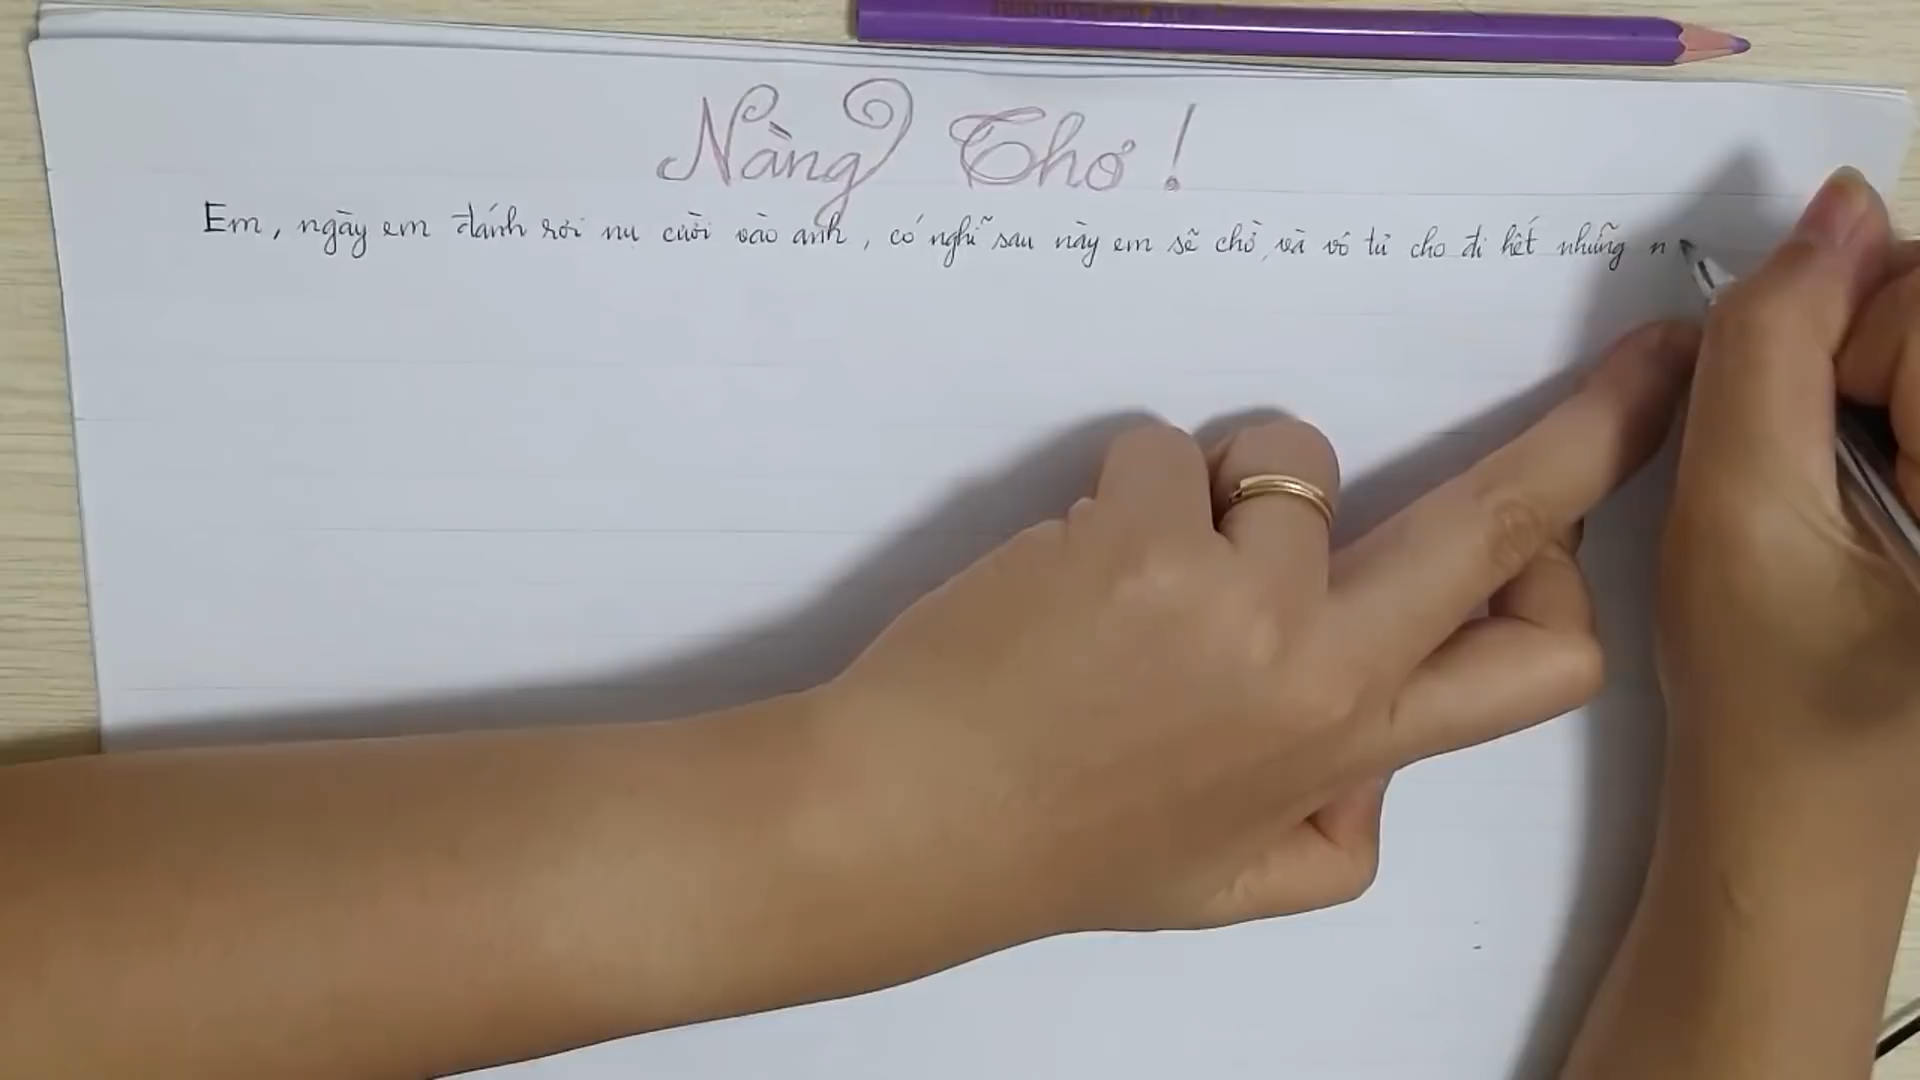 Nàng Thơ!
Em, ngày em đánh rơi nụ cười vào anh, có nghĩ sau này em sẽ chờ, và vô tư cho đi hết những n